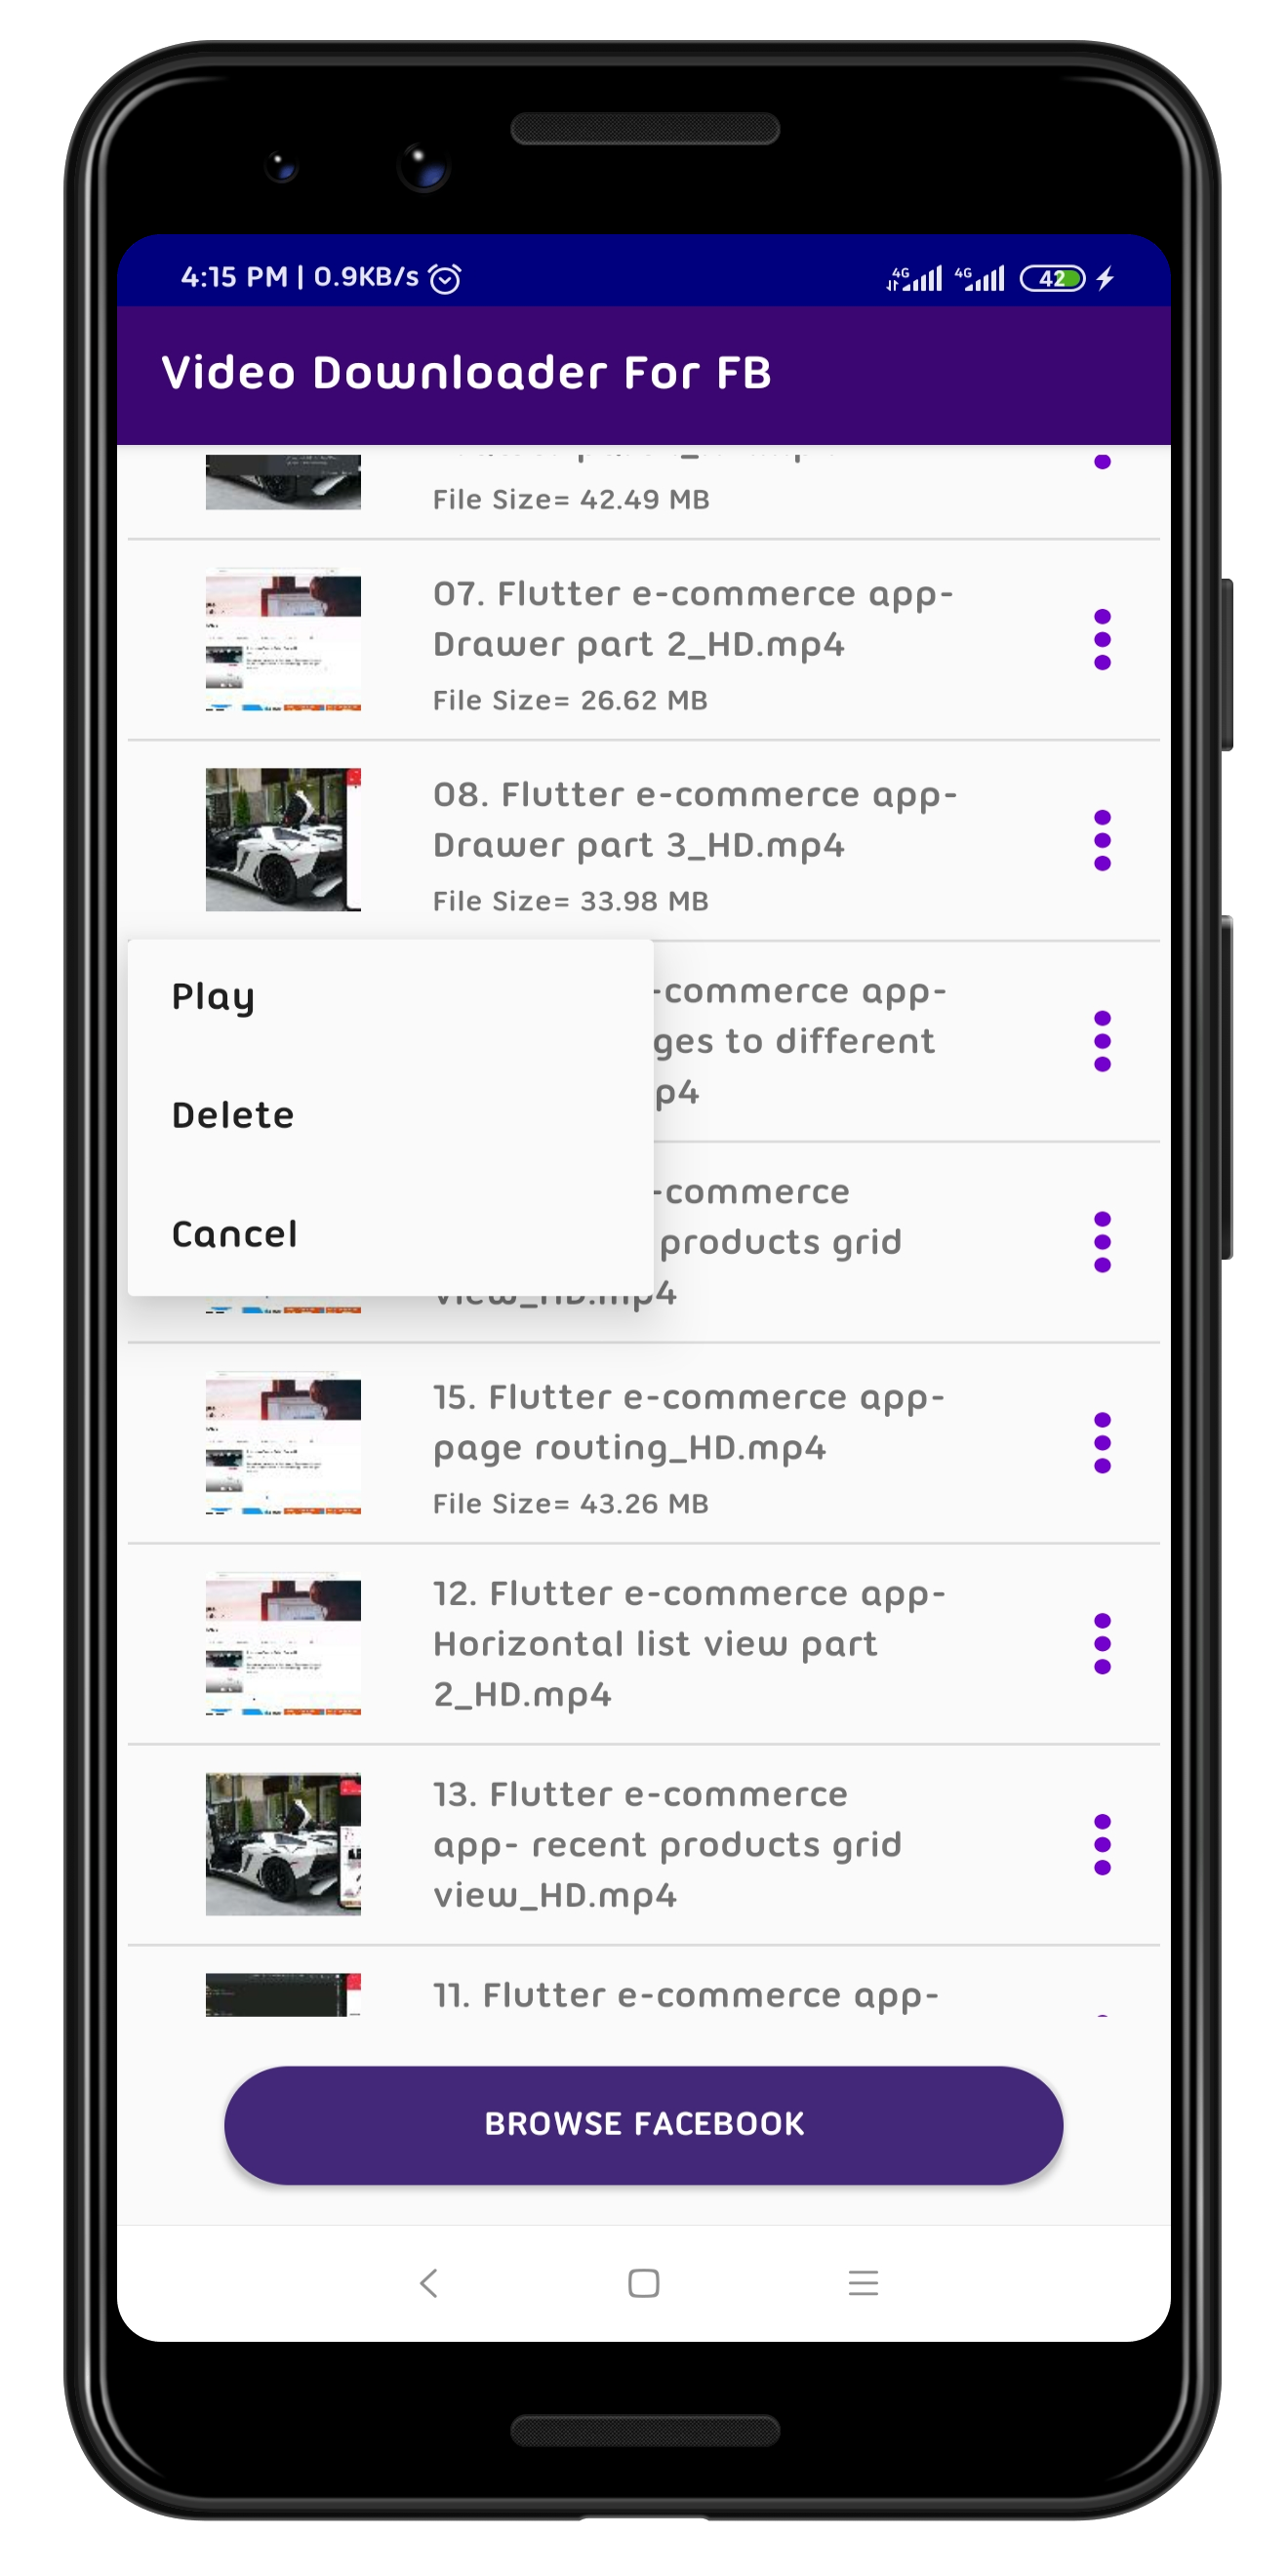 4:15 PM | 0.9KB/s
4G 4G 42
Video Downloader For FB
File Size= 42.49 MB
07. Flutter e-commerce app-
Drawer part 2_HD.mp4
File Size= 26.62 MB
08. Flutter e-commerce app-
Drawer part 3_HD.mp4
File Size= 33.98 MB
Play
Delete
Cancel
-commerce app-
ges to different
p4
-commerce
products grid
view_HD.mp4
15. Flutter e-commerce app-
page routing_HD.mp4
File Size= 43.26 MB
12. Flutter e-commerce app-
Horizontal list view part
2_HD.mp4
13. Flutter e-commerce
app- recent products grid
view_HD.mp4
11. Flutter e-commerce app-
BROWSE FACEBOOK